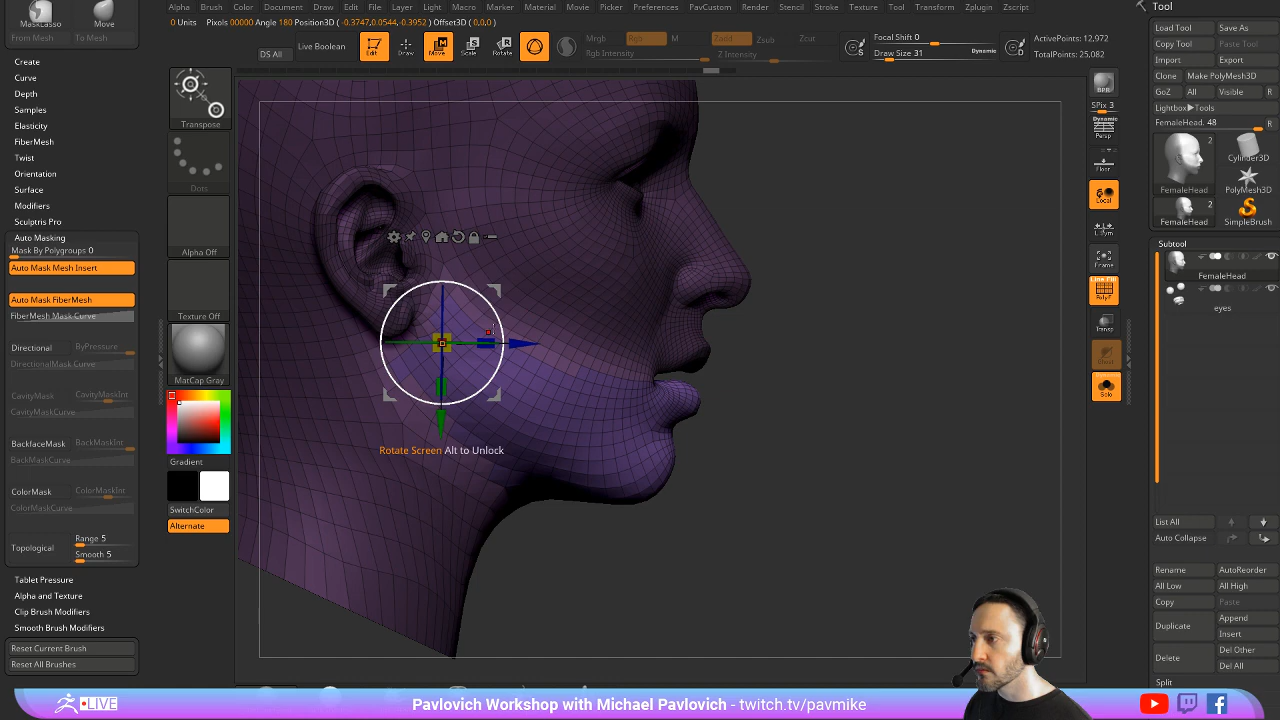 Alpha Brush Color Document Draw Edit File Layer Light Macro Marker Material Movie Picture Preferences PavCustom Render Stencil Stroke Texture Tool Transform Zplugin Zscript
0 Units Pixels 00000 Angle 180 Position3D ( -0.3747,0.0544,-0.3952 ) Offset3D ( 0,0,0 )
MaskLasso Move
From Mesh To Mesh
Create
Curve
Depth
Samples
Elasticity
FiberMesh
Twist
Orientation
Surface
Modifiers
Sculptris Pro
Auto Masking
Mask By Polygroups 0
Auto Mask Mesh Insert
Auto Mask FiberMesh
FiberMesh Mask Curve
Directional ByPressure
DirectionalMask Curve
CavityMask CavityMaskInt
CavityMaskCurve
BackfaceMask BackMaskInt
BackMaskCurve
ColorMask ColorMaskInt
ColorMaskCurve
Topological Range 5
Smooth 5
Tablet Pressure
Alpha and Texture
Clip Brush Modifiers
Smooth Brush Modifiers
Reset Current Brush
Reset All Brushes
DS All Live Boolean Edit Draw Move Scale Rotate
Mrgb Rgb M Zadd Zsub Zcut
Rgb Intensity Z Intensity
S Focal Shift 0
Draw Size 31 Dynamic
D ActivePoints: 12,972
TotalPoints: 25,082
Transpose
Dots
Alpha Off
Texture Off
MatCap Gray
Gradient
SwitchColor
Alternate
Rotate Screen Alt to Unlock
BPR
SPix 3
Dynamic
Persp
Floor
Local
L.Sym
Frame
PolyF
Transp
Ghost
Dynamic
Solo
Tool
Load Tool Save As
Copy Tool Paste Tool
Import Export
Clone Make PolyMesh3D
GoZ All Visible R
Lightbox▶Tools
FemaleHead. 48 R
2
FemaleHead Cylinder3D
PolyMesh3D
2
FemaleHead SimpleBrush
Subtool
FemaleHead
eyes
List All
Auto Collapse
Rename AutoReorder
All Low All High
Copy Paste
Duplicate Append
Insert
Delete Del Other
Del All
Split
LIVE Pavlovich Workshop with Michael Pavlovich - twitch.tv/pavmike